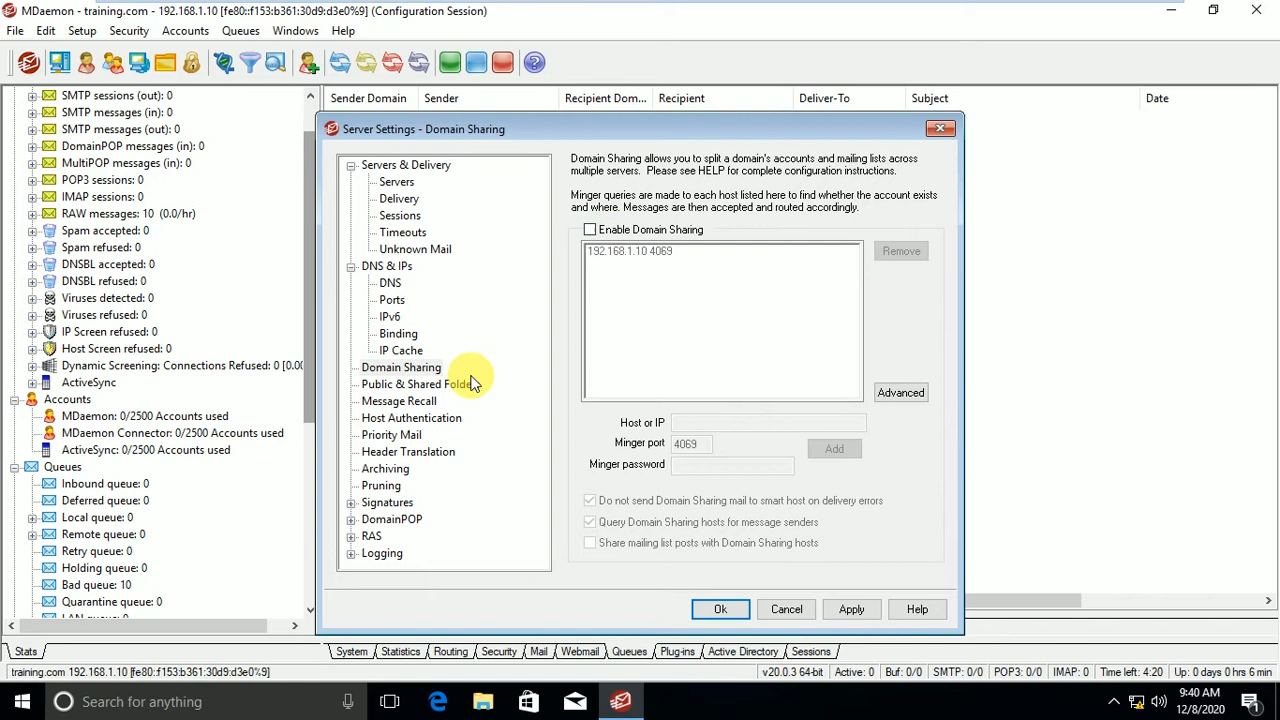 MDaemon - training.com - 192.168.1.10 [fe80::f153:b361:30d9:d3e0%9] (Configuration Session)
File Edit Setup Security Accounts Queues Windows Help
Sender Domain Sender Recipient Dom... Recipient Deliver-To Subject Date
SMTP sessions (out): 0
SMTP messages (in): 0
SMTP messages (out): 0
DomainPOP messages (in): 0
MultiPOP messages (in): 0
POP3 sessions: 0
IMAP sessions: 0
RAW messages: 10 (0.0/hr)
Spam accepted: 0
Spam refused: 0
DNSBL accepted: 0
DNSBL refused: 0
Viruses detected: 0
Viruses refused: 0
IP Screen refused: 0
Host Screen refused: 0
Dynamic Screening: Connections Refused: 0 [0.00
ActiveSync
Accounts
MDaemon: 0/2500 Accounts used
MDaemon Connector: 0/2500 Accounts used
ActiveSync: 0/2500 Accounts used
Queues
Inbound queue: 0
Deferred queue: 0
Local queue: 0
Remote queue: 0
Retry queue: 0
Holding queue: 0
Bad queue: 10
Quarantine queue: 0
Server Settings - Domain Sharing
Servers & Delivery
Servers
Delivery
Sessions
Timeouts
Unknown Mail
DNS & IPs
DNS
Ports
IPv6
Binding
IP Cache
Domain Sharing
Public & Shared Folde
Message Recall
Host Authentication
Priority Mail
Header Translation
Archiving
Pruning
Signatures
DomainPOP
RAS
Logging
Domain Sharing allows you to split a domain's accounts and mailing lists across
multiple servers. Please see HELP for complete configuration instructions.
Minger queries are made to each host listed here to find whether the account exists
and where. Messages are then accepted and routed accordingly.
Enable Domain Sharing
192.168.1.10 4069
Remove
Advanced
Host or IP
Minger port 4069
Add
Minger password
Do not send Domain Sharing mail to smart host on delivery errors
Query Domain Sharing hosts for message senders
Share mailing list posts with Domain Sharing hosts
Ok Cancel Apply Help
Stats
System Statistics Routing Security Mail Webmail Queues Plug-ins Active Directory Sessions
training.com 192.168.1.10 [fe80::f153:b361:30d9:d3e0%9] v20.0.3 64-bit Active: 0 Buf: 0/0 SMTP: 0/0 POP3: 0/0 IMAP: 0 Time left: 4:20 Up: 0 days 0 hrs 6 min
Search for anything
9:40 AM
12/8/2020
1